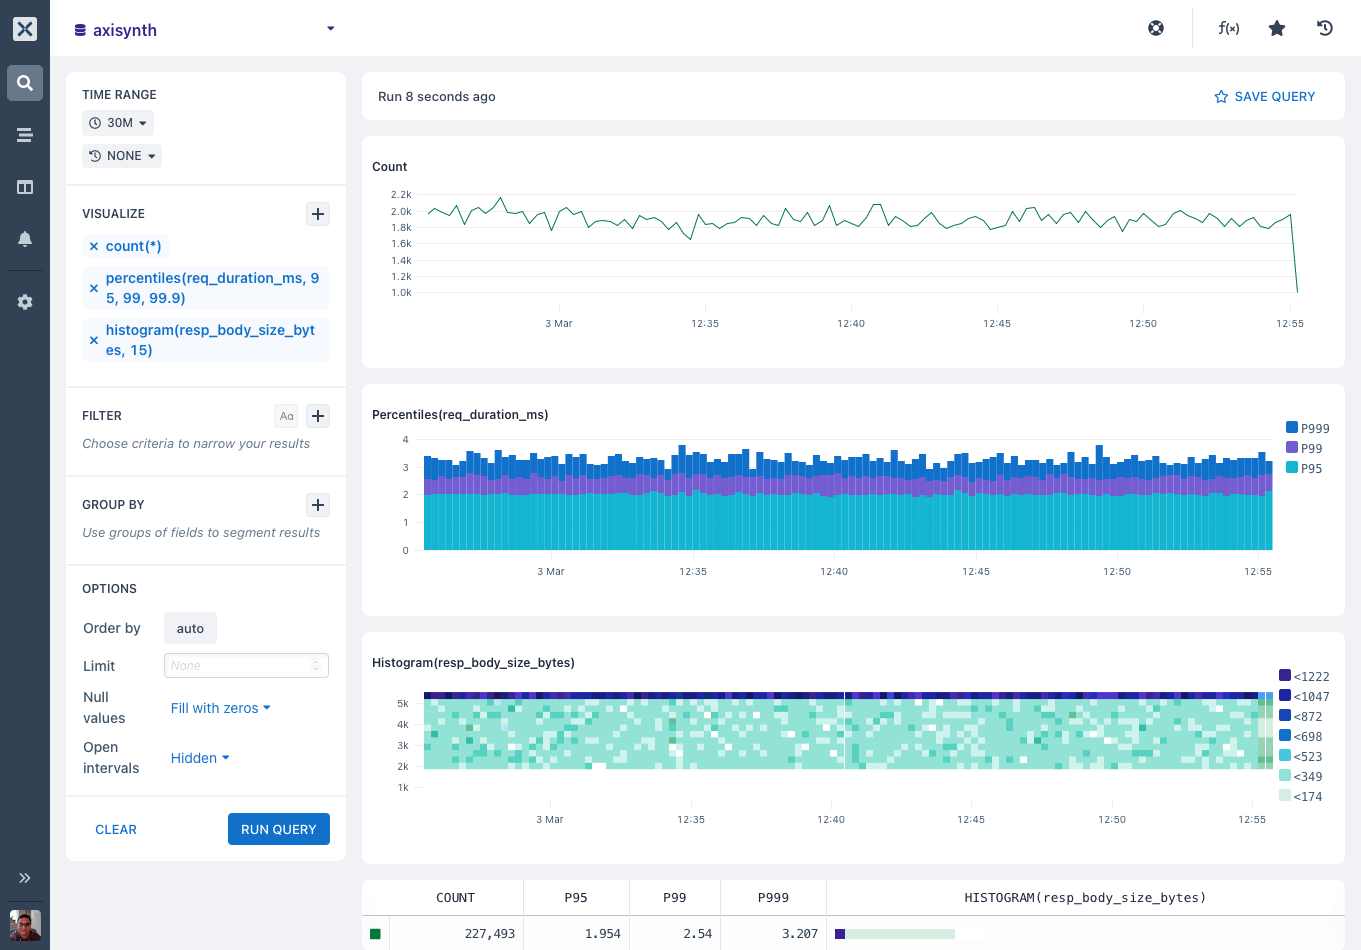 axisynth
f(x)
TIME RANGE
30M
NONE
VISUALIZE
count(*)
percentiles(req_duration_ms, 9
5, 99, 99.9)
histogram(resp_body_size_byt
es, 15)
FILTER
Aa
Choose criteria to narrow your results
GROUP BY
Use groups of fields to segment results
OPTIONS
Order by
auto
Limit
None
Null
values
Fill with zeros
Open
intervals
Hidden
CLEAR
RUN QUERY
Run 8 seconds ago
SAVE QUERY
Count
2.2k
2.0k
1.8k
1.6k
1.4k
1.2k
1.0k
3 Mar 12:35 12:40 12:45 12:50 12:55
Percentiles(req_duration_ms)
4
3
2
1
0
3 Mar 12:35 12:40 12:45 12:50 12:55
P999
P99
P95
Histogram(resp_body_size_bytes)
5k
4k
3k
2k
1k
3 Mar 12:35 12:40 12:45 12:50 12:55
<1222
<1047
<872
<698
<523
<349
<174
COUNT P95 P99 P999 HISTOGRAM(resp_body_size_bytes)
227,493 1.954 2.54 3.207